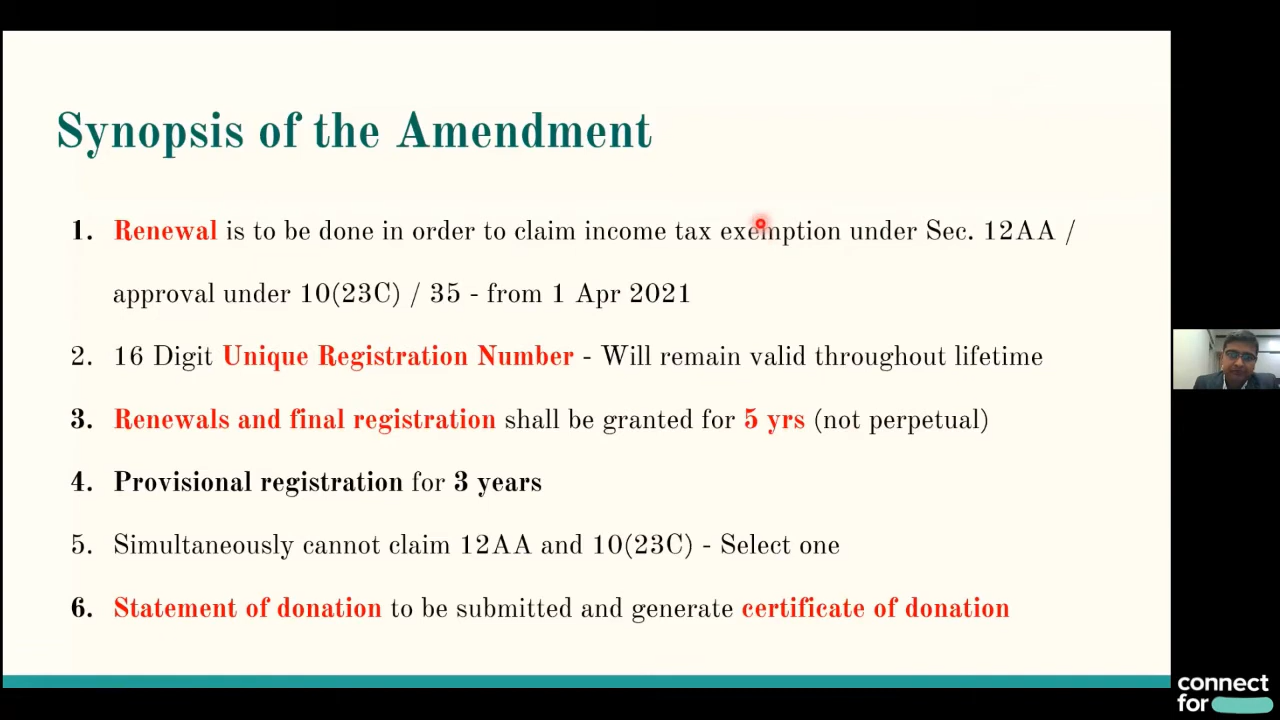 Synopsis of the Amendment
1. Renewal is to be done in order to claim income tax exemption under Sec. 12AA /
approval under 10(23C) / 35 - from 1 Apr 2021
2. 16 Digit Unique Registration Number - Will remain valid throughout lifetime
3. Renewals and final registration shall be granted for 5 yrs (not perpetual)
4. Provisional registration for 3 years
5. Simultaneously cannot claim 12AA and 10(23C) - Select one
6. Statement of donation to be submitted and generate certificate of donation
connect
for